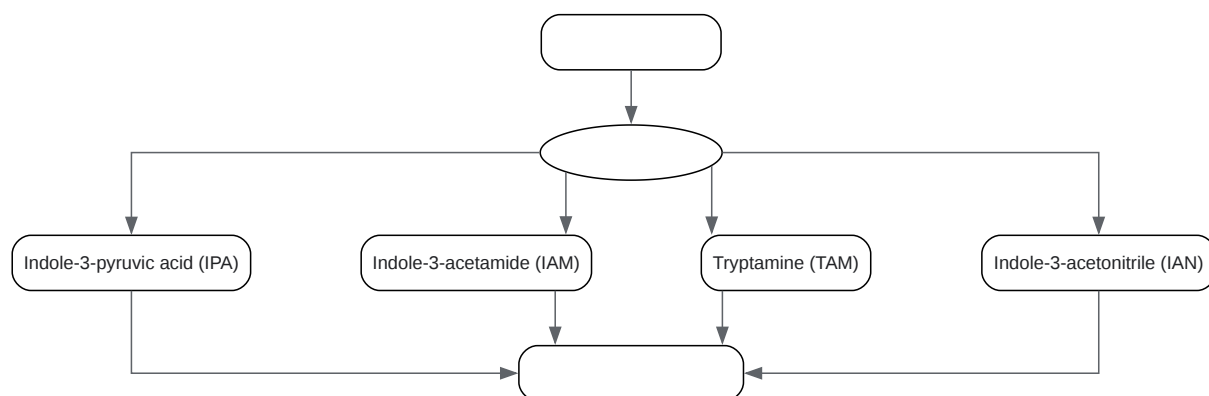 Indole-3-pyruvic acid (IPA)
Indole-3-acetamide (IAM)
Tryptamine (TAM)
Indole-3-acetonitrile (IAN)